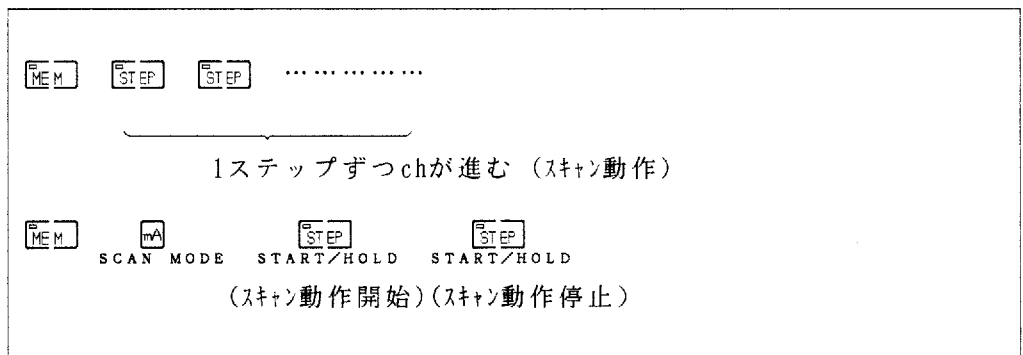 MEM STEP STEP ……………
1ステップずつchが進む (ｽｷｬﾝ動作)
MEM mA STEP STEP
SCAN MODE START/HOLD START/HOLD
(ｽｷｬﾝ動作開始)(ｽｷｬﾝ動作停止)